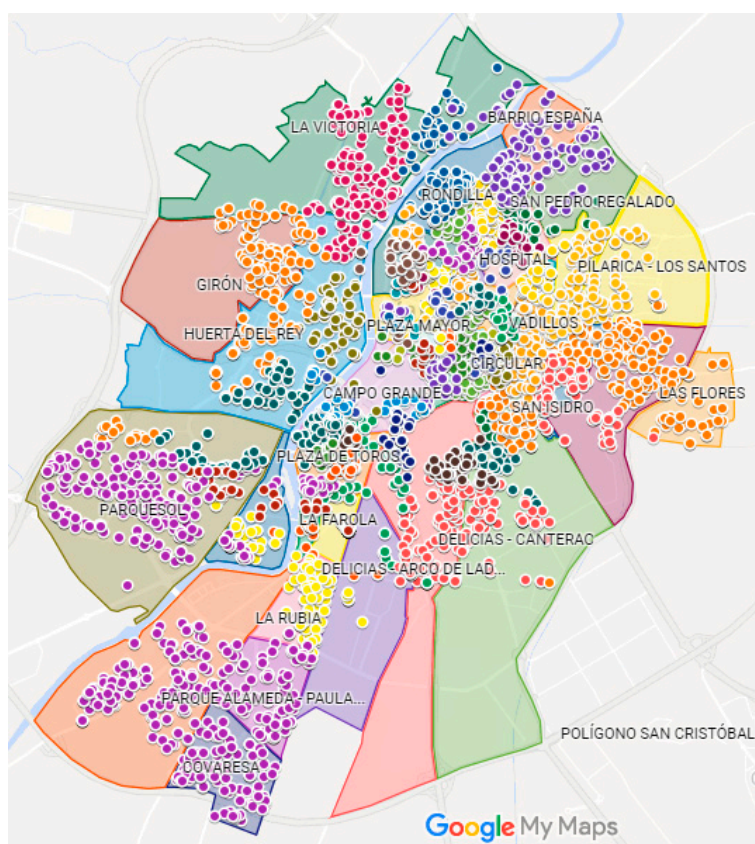 BARRIO ESPAÑA
LA VICTORIA
RONDILLA
SAN PEDRO REGALADO
HOSPITAL
PILARICA - LOS SANTOS
GIRÓN
HUERTA DEL REY
PLAZA MAYOR
VADILLOS
CIRCULAR
CAMPO GRANDE
LAS FLORES
SAN ISIDRO
PLAZA DE TOROS
PARQUESOL
LA FAROLA
DELICIAS - CANTERAC
DELICIAS - ARCO DE LAD...
LA RUBIA
PARQUE ALAMEDA - PAULA...
POLÍGONO SAN CRISTÓBAL
COVARESA
Google My Maps